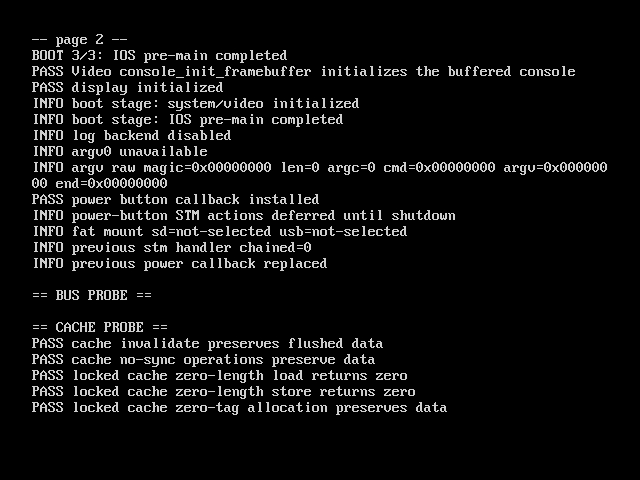 -- page 2 --
BOOT 3/3: IOS pre-main completed
PASS Video console_init_framebuffer initializes the buffered console
PASS display initialized
INFO boot stage: system/video initialized
INFO boot stage: IOS pre-main completed
INFO log backend disabled
INFO argv0 unavailable
INFO argv raw magic=0x00000000 len=0 argc=0 cmd=0x00000000 argv=0x000000
00 end=0x00000000
PASS power button callback installed
INFO power-button STM actions deferred until shutdown
INFO fat mount sd=not-selected usb=not-selected
INFO previous stm handler chained=0
INFO previous power callback replaced
== BUS PROBE ==
== CACHE PROBE ==
PASS cache invalidate preserves flushed data
PASS cache no-sync operations preserve data
PASS locked cache zero-length load returns zero
PASS locked cache zero-length store returns zero
PASS locked cache zero-tag allocation preserves data